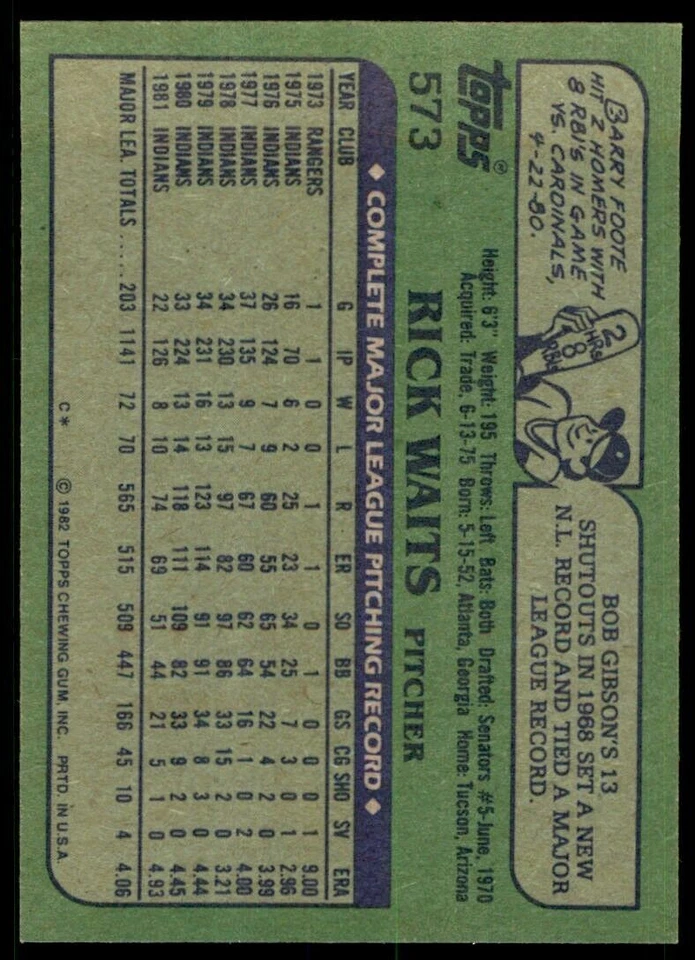 BARRY FOOTE
HIT 2 HOMERS WITH
8 RBI'S IN GAME
VS. CARDINALS,
4-22-80.
2
HRS
8
RBIs
BOB GIBSON'S 13
SHUTOUTS IN 1968 SET A NEW
N.L. RECORD AND TIED A MAJOR
LEAGUE RECORD.
topps®
573
Height: 6'3" Weight: 195 Throws: Left Bats: Both Drafted: Senators #5-June, 1970
Acquired: Trade, 6-13-75 Born: 5-15-52, Atlanta, Georgia Home: Tucson, Arizona
RICK WAITS PITCHER
◆ COMPLETE MAJOR LEAGUE PITCHING RECORD ◆
YEAR CLUB G IP W L R ER SO BB GS CG SHO SV ERA
1973 RANGERS 1 1 0 0 1 1 0 1 0 0 0 1 9.00
1975 INDIANS 16 70 6 2 25 23 34 25 7 3 0 1 2.96
1976 INDIANS 26 124 7 9 60 55 65 54 22 4 2 0 3.99
1977 INDIANS 37 135 9 7 67 60 62 64 16 1 0 2 4.00
1978 INDIANS 34 230 13 15 97 82 97 86 33 15 2 0 3.21
1979 INDIANS 34 231 16 13 123 114 91 91 34 8 3 0 4.44
1980 INDIANS 33 224 13 14 118 111 109 82 33 9 2 0 4.45
1981 INDIANS 22 126 8 10 74 69 51 44 21 5 1 0 4.93
MAJOR LEA. TOTALS ..... 203 1141 72 70 565 515 509 447 166 45 10 4 4.06
C* © 1982 TOPPS CHEWING GUM, INC. PRTD. IN U.S.A.